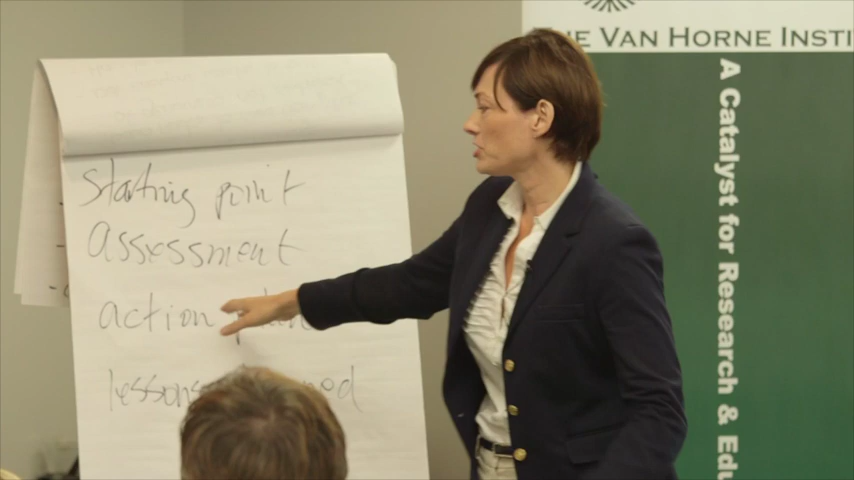 Starting point
assessment
action
lessons
THE VAN HORNE INSTI
A Catalyst for Research & Edu